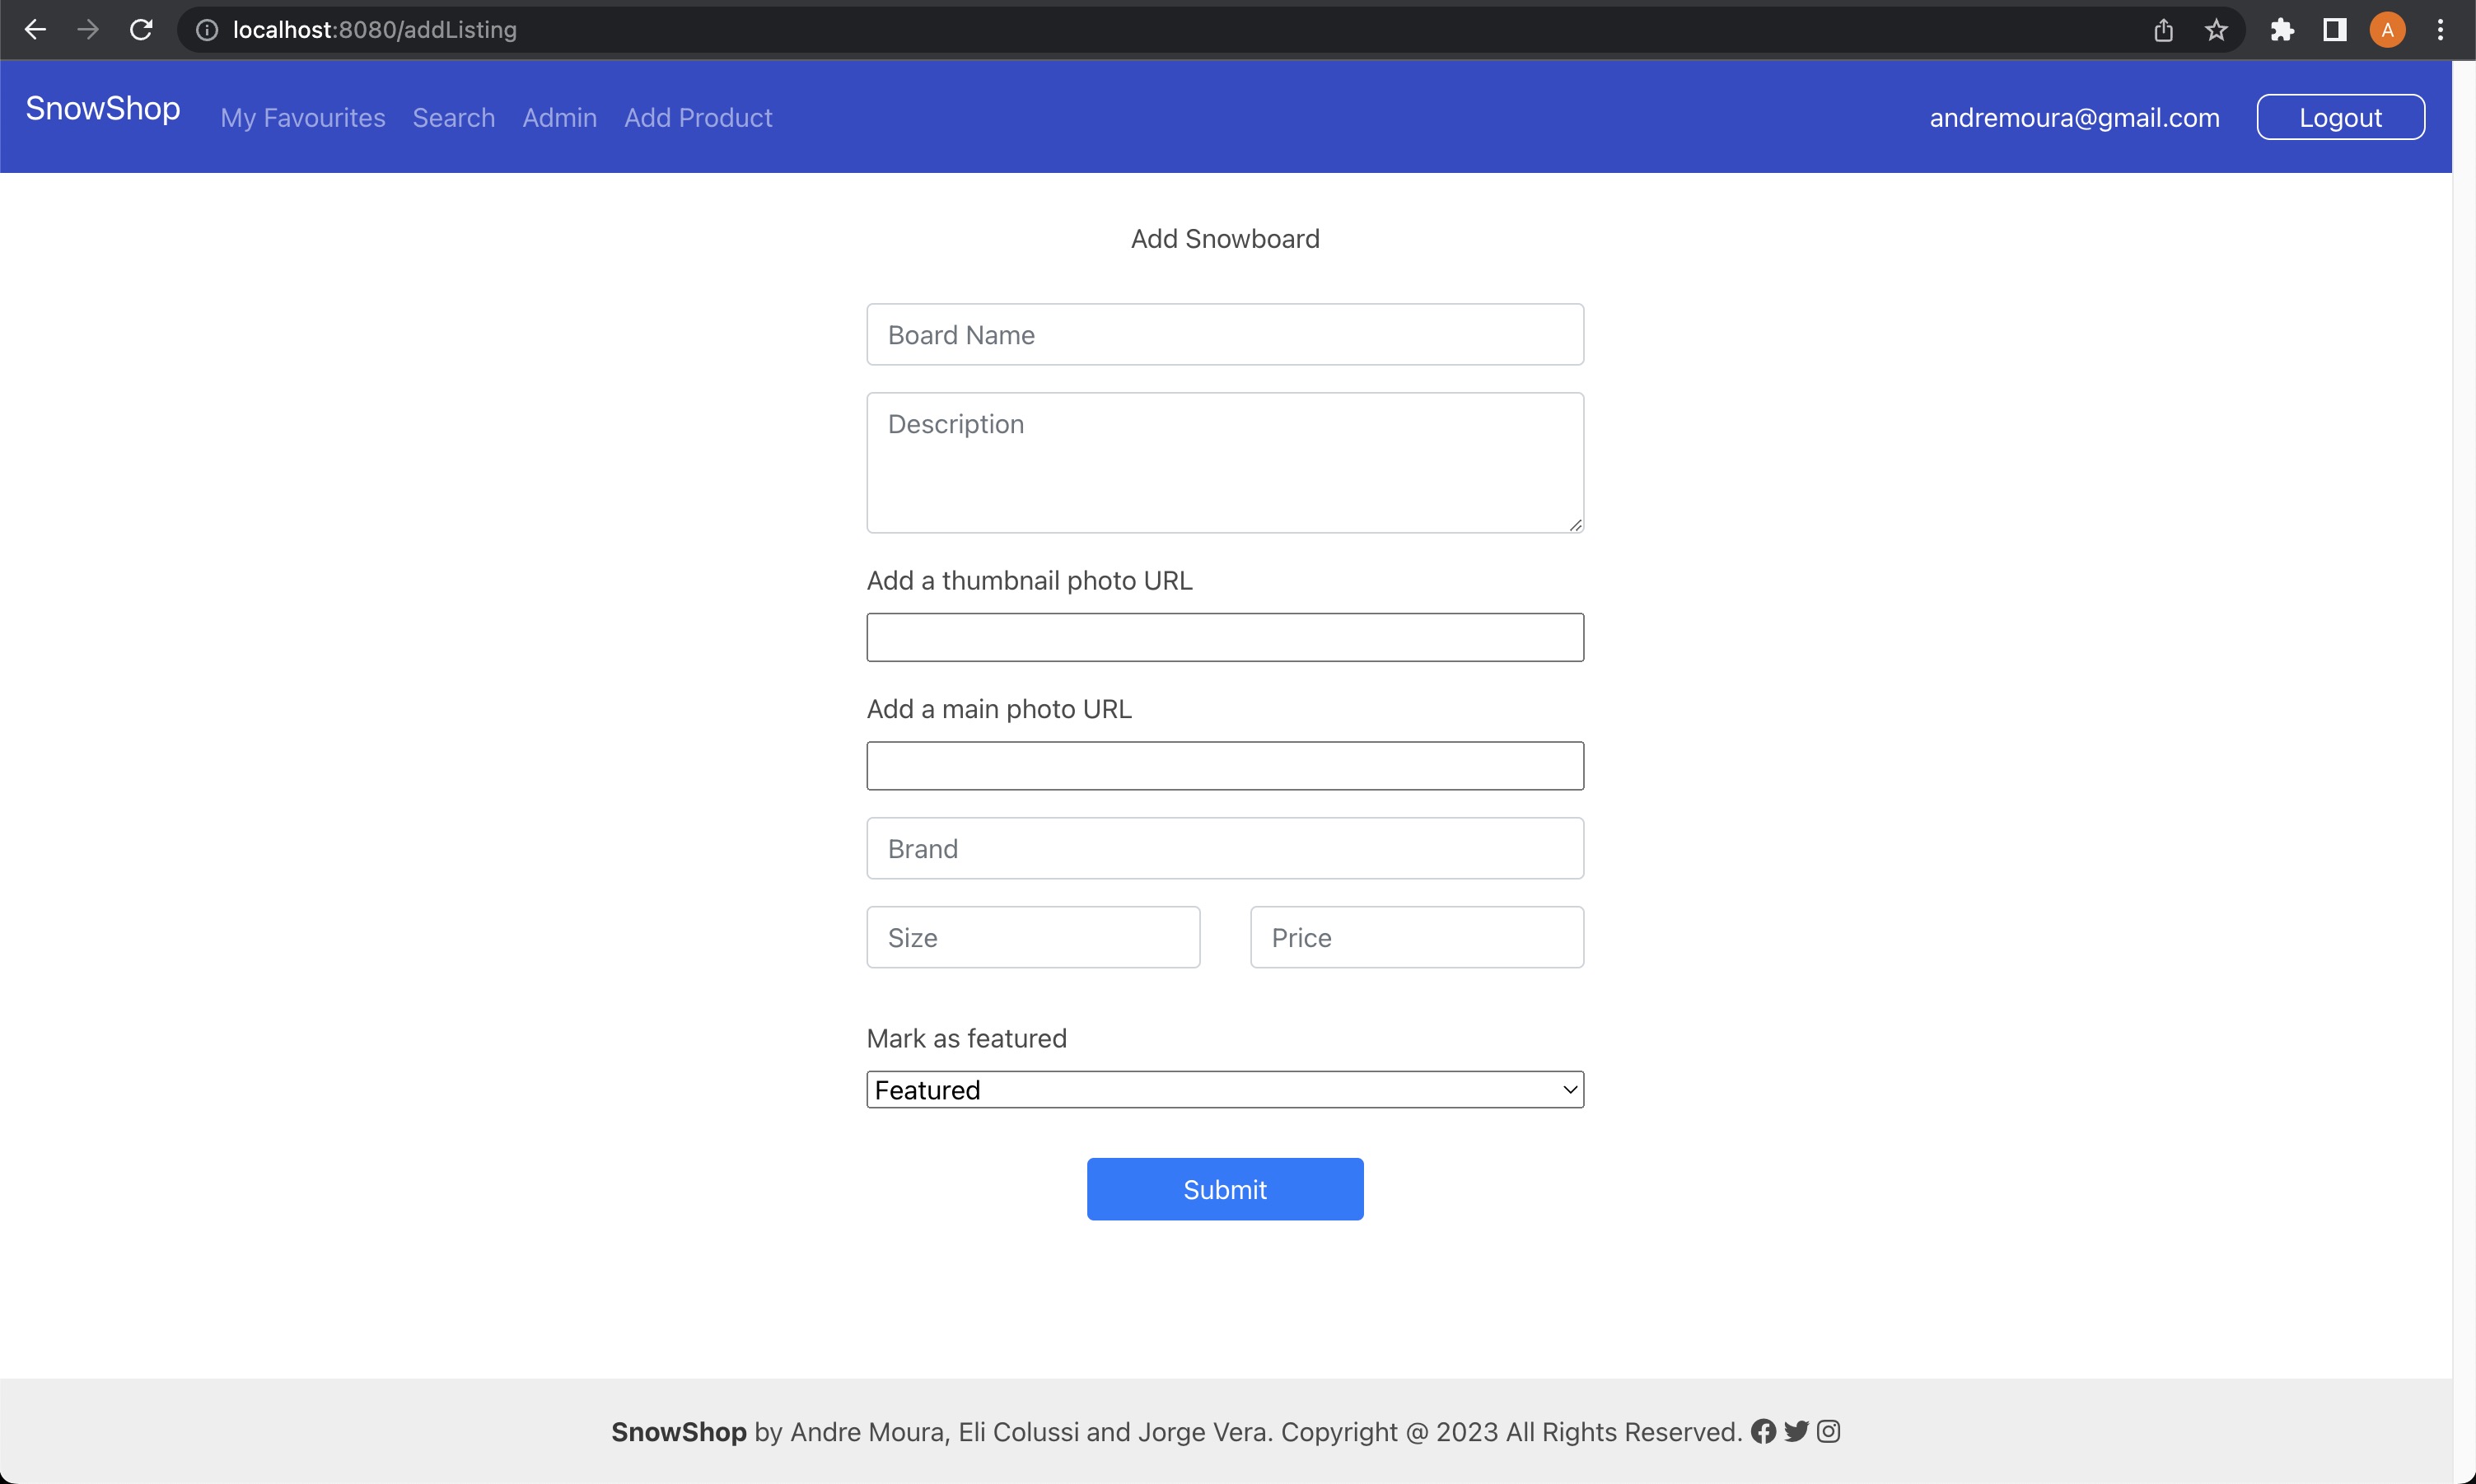 localhost:8080/addListing
A
SnowShop
My Favourites
Search
Admin
Add Product
andremoura@gmail.com
Logout
Add Snowboard
Board Name
Description
Add a thumbnail photo URL
Add a main photo URL
Brand
Size
Price
Mark as featured
Featured
Submit
SnowShop by Andre Moura, Eli Colussi and Jorge Vera. Copyright @ 2023 All Rights Reserved.